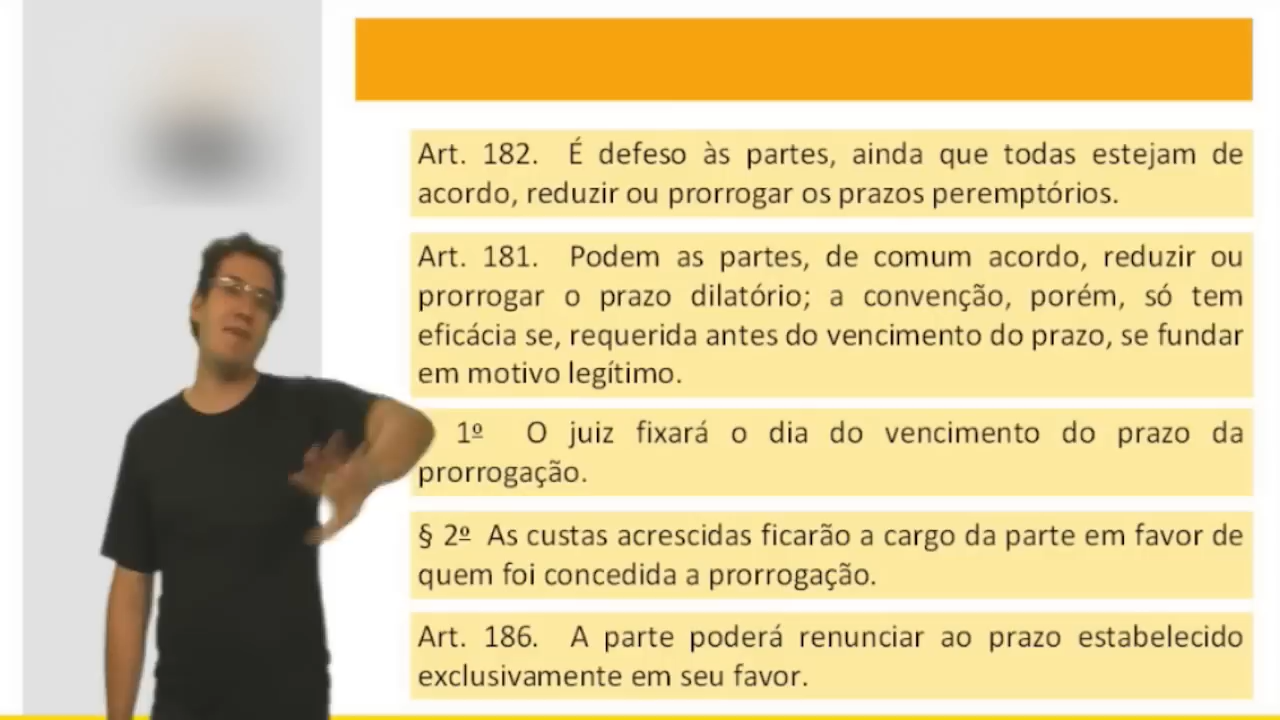 Art. 182. É defeso às partes, ainda que todas estejam de
acordo, reduzir ou prorrogar os prazos peremptórios.
Art. 181. Podem as partes, de comum acordo, reduzir ou
prorrogar o prazo dilatório; a convenção, porém, só tem
eficácia se, requerida antes do vencimento do prazo, se fundar
em motivo legítimo.
1º O juiz fixará o dia do vencimento do prazo da
prorrogação.
§ 2º As custas acrescidas ficarão a cargo da parte em favor de
quem foi concedida a prorrogação.
Art. 186. A parte poderá renunciar ao prazo estabelecido
exclusivamente em seu favor.